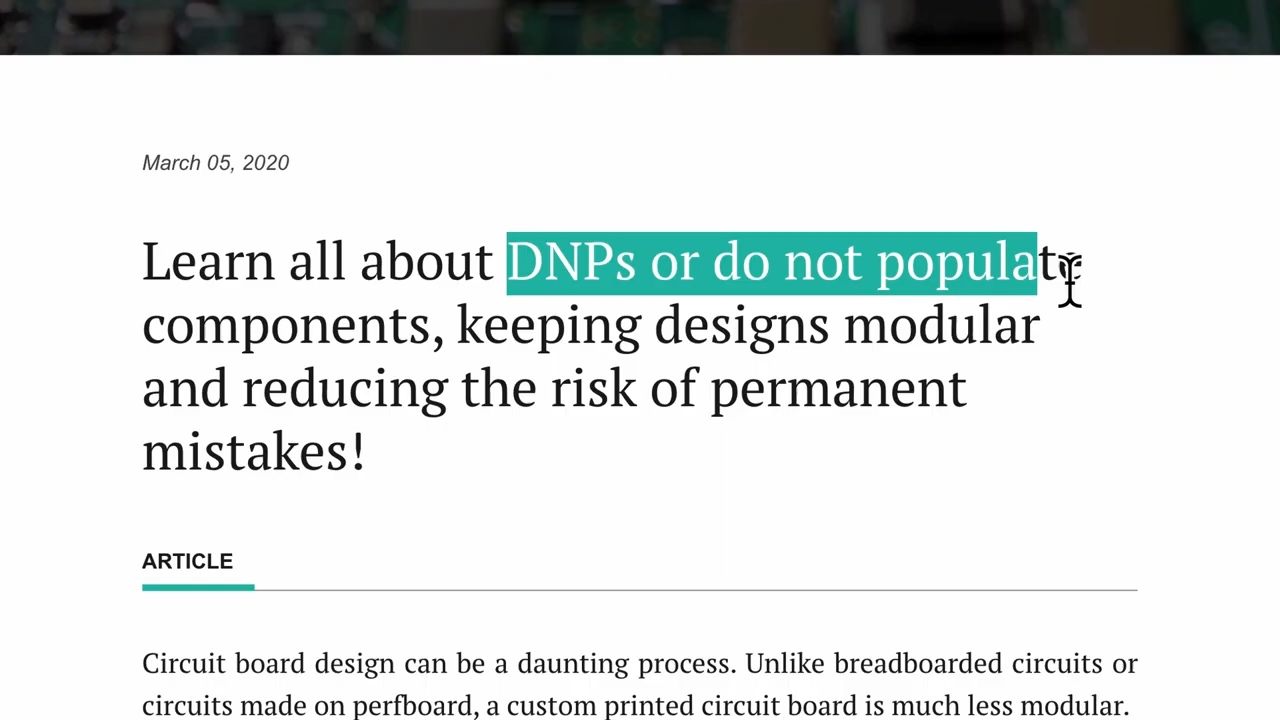 March 05, 2020
Learn all about DNPs or do not populate
components, keeping designs modular
and reducing the risk of permanent
mistakes!
ARTICLE
Circuit board design can be a daunting process. Unlike breadboarded circuits or
circuits made on perfboard, a custom printed circuit board is much less modular.